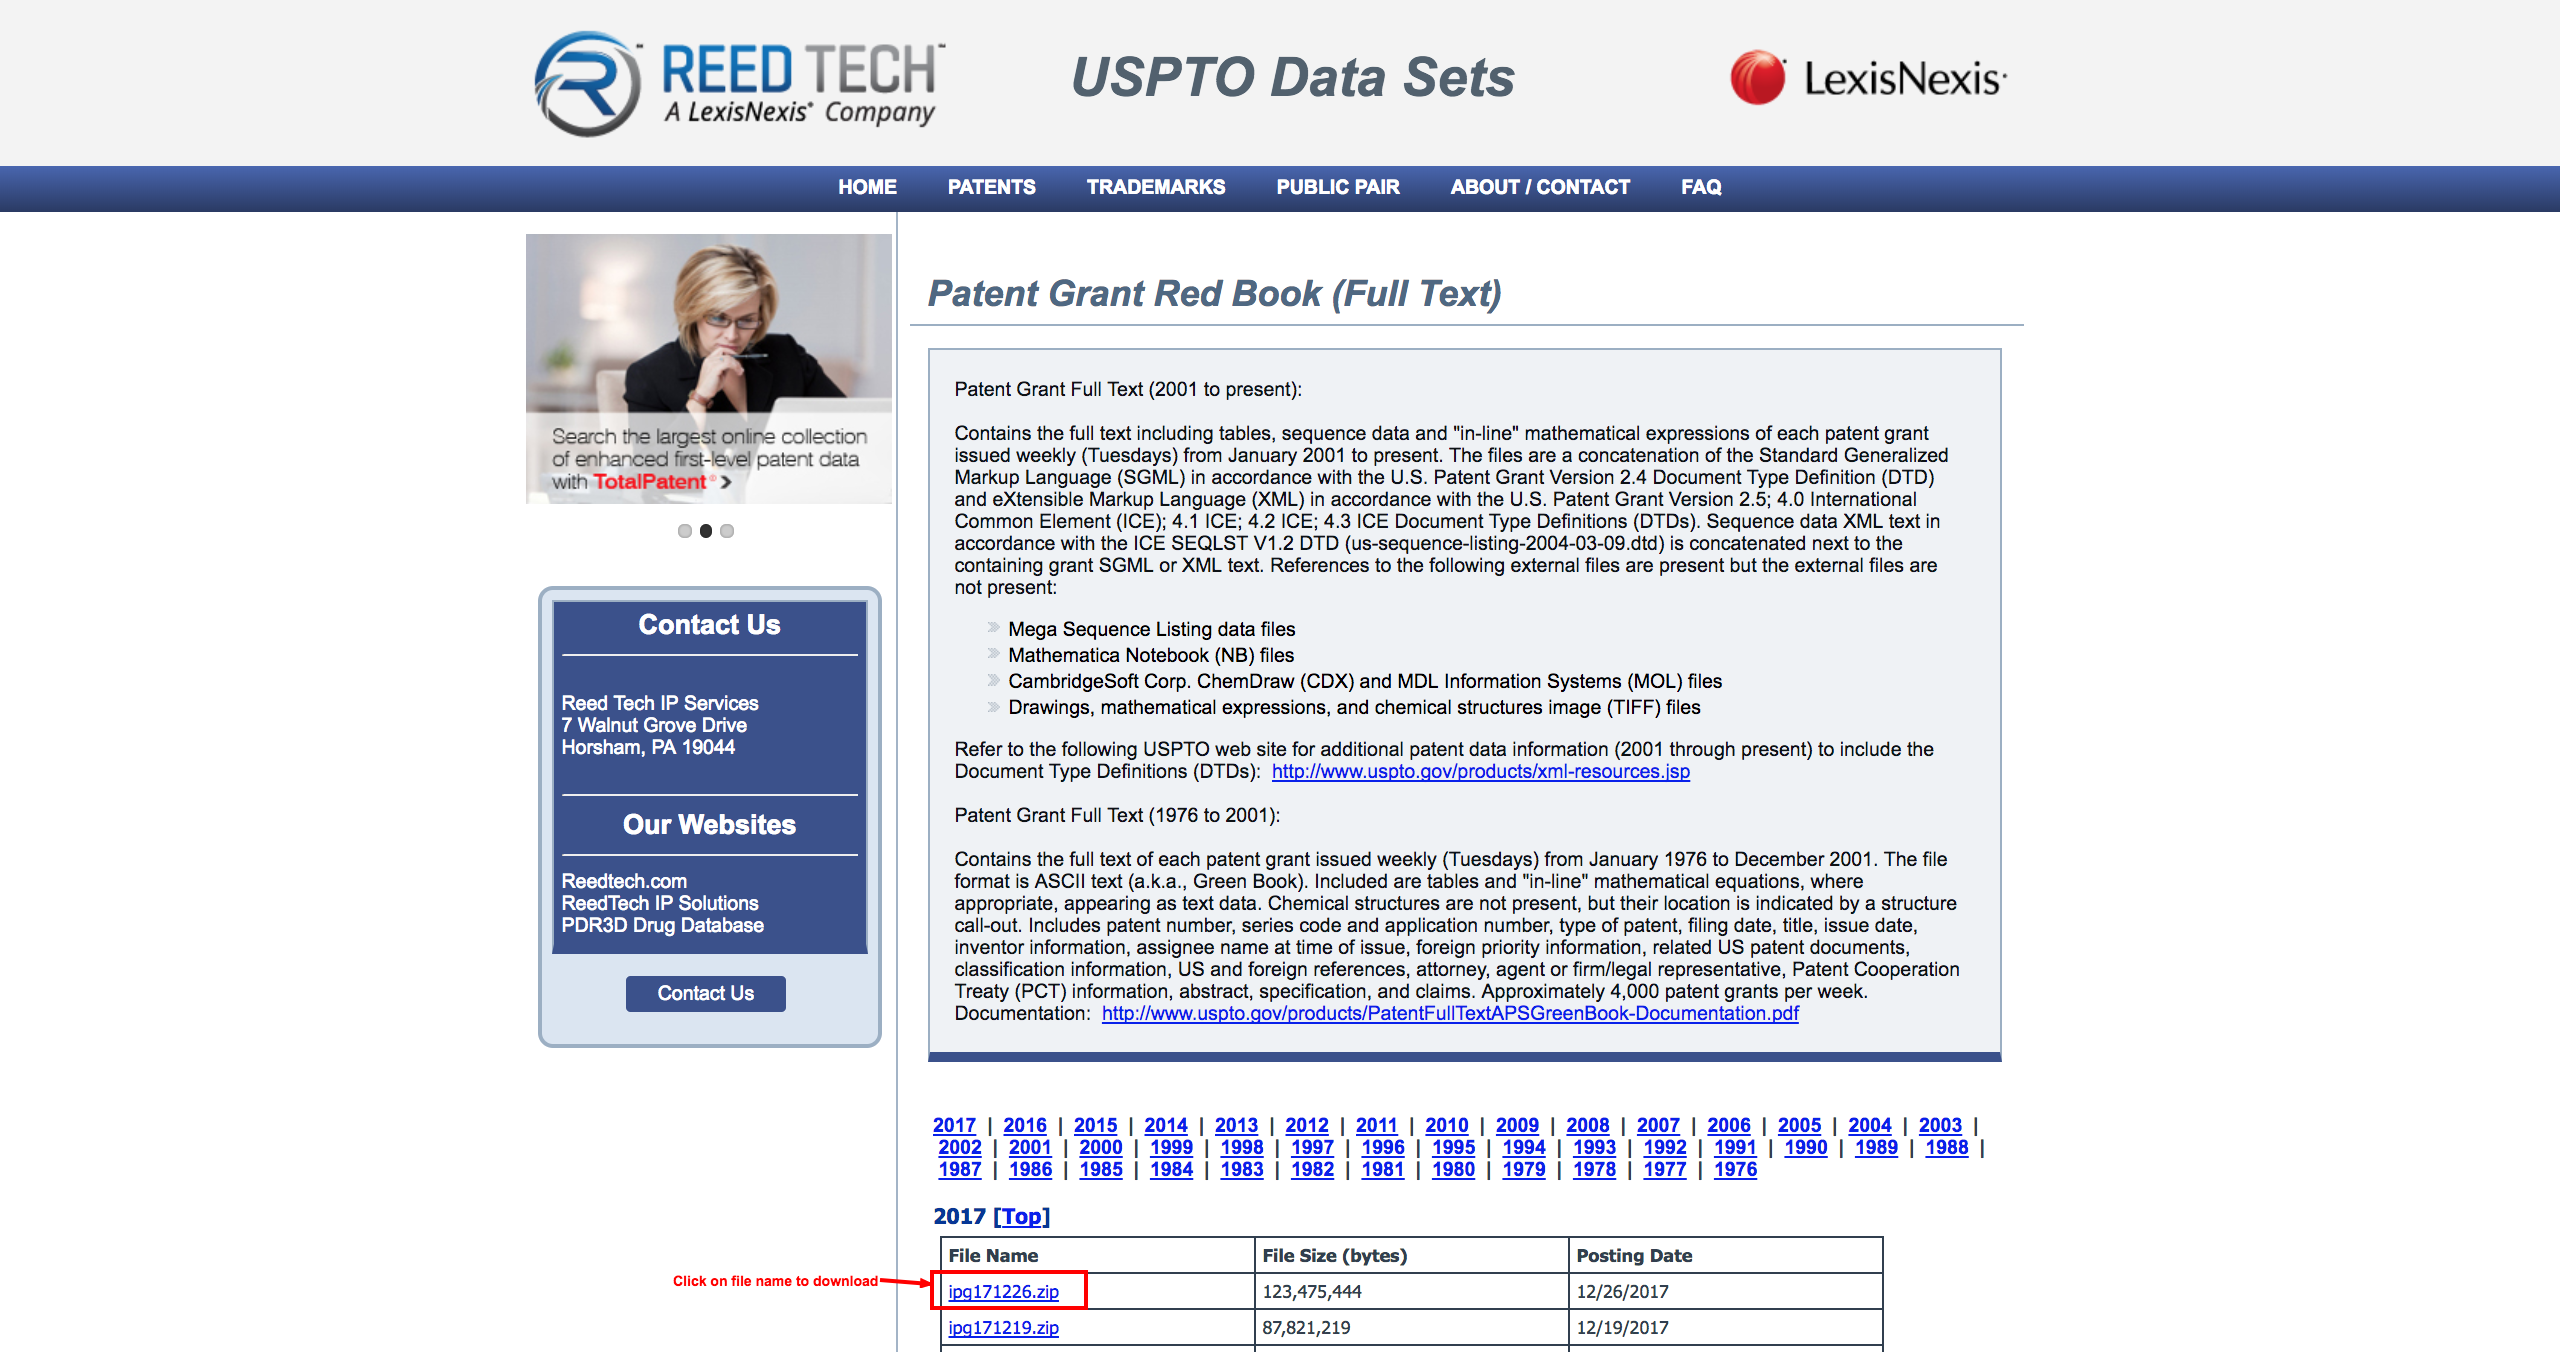 REED TECH™
A LexisNexis® Company
USPTO Data Sets
LexisNexis®
HOME PATENTS TRADEMARKS PUBLIC PAIR ABOUT / CONTACT FAQ
Search the largest online collection
of enhanced first-level patent data
with TotalPatent® >
Contact Us
Reed Tech IP Services
7 Walnut Grove Drive
Horsham, PA 19044
Our Websites
Reedtech.com
ReedTech IP Solutions
PDR3D Drug Database
Contact Us
Patent Grant Red Book (Full Text)
Patent Grant Full Text (2001 to present):
Contains the full text including tables, sequence data and "in-line" mathematical expressions of each patent grant
issued weekly (Tuesdays) from January 2001 to present. The files are a concatenation of the Standard Generalized
Markup Language (SGML) in accordance with the U.S. Patent Grant Version 2.4 Document Type Definition (DTD)
and eXtensible Markup Language (XML) in accordance with the U.S. Patent Grant Version 2.5; 4.0 International
Common Element (ICE); 4.1 ICE; 4.2 ICE; 4.3 ICE Document Type Definitions (DTDs). Sequence data XML text in
accordance with the ICE SEQLST V1.2 DTD (us-sequence-listing-2004-03-09.dtd) is concatenated next to the
containing grant SGML or XML text. References to the following external files are present but the external files are
not present:
Mega Sequence Listing data files
Mathematica Notebook (NB) files
CambridgeSoft Corp. ChemDraw (CDX) and MDL Information Systems (MOL) files
Drawings, mathematical expressions, and chemical structures image (TIFF) files
Refer to the following USPTO web site for additional patent data information (2001 through present) to include the
Document Type Definitions (DTDs): http://www.uspto.gov/products/xml-resources.jsp
Patent Grant Full Text (1976 to 2001):
Contains the full text of each patent grant issued weekly (Tuesdays) from January 1976 to December 2001. The file
format is ASCII text (a.k.a., Green Book). Included are tables and "in-line" mathematical equations, where
appropriate, appearing as text data. Chemical structures are not present, but their location is indicated by a structure
call-out. Includes patent number, series code and application number, type of patent, filing date, title, issue date,
inventor information, assignee name at time of issue, foreign priority information, related US patent documents,
classification information, US and foreign references, attorney, agent or firm/legal representative, Patent Cooperation
Treaty (PCT) information, abstract, specification, and claims. Approximately 4,000 patent grants per week.
Documentation: http://www.uspto.gov/products/PatentFullTextAPSGreenBook-Documentation.pdf
2017 | 2016 | 2015 | 2014 | 2013 | 2012 | 2011 | 2010 | 2009 | 2008 | 2007 | 2006 | 2005 | 2004 | 2003 |
2002 | 2001 | 2000 | 1999 | 1998 | 1997 | 1996 | 1995 | 1994 | 1993 | 1992 | 1991 | 1990 | 1989 | 1988 |
1987 | 1986 | 1985 | 1984 | 1983 | 1982 | 1981 | 1980 | 1979 | 1978 | 1977 | 1976
2017 [Top]
File Name File Size (bytes) Posting Date
Click on file name to download
ipg171226.zip 123,475,444 12/26/2017
ipg171219.zip 87,821,219 12/19/2017